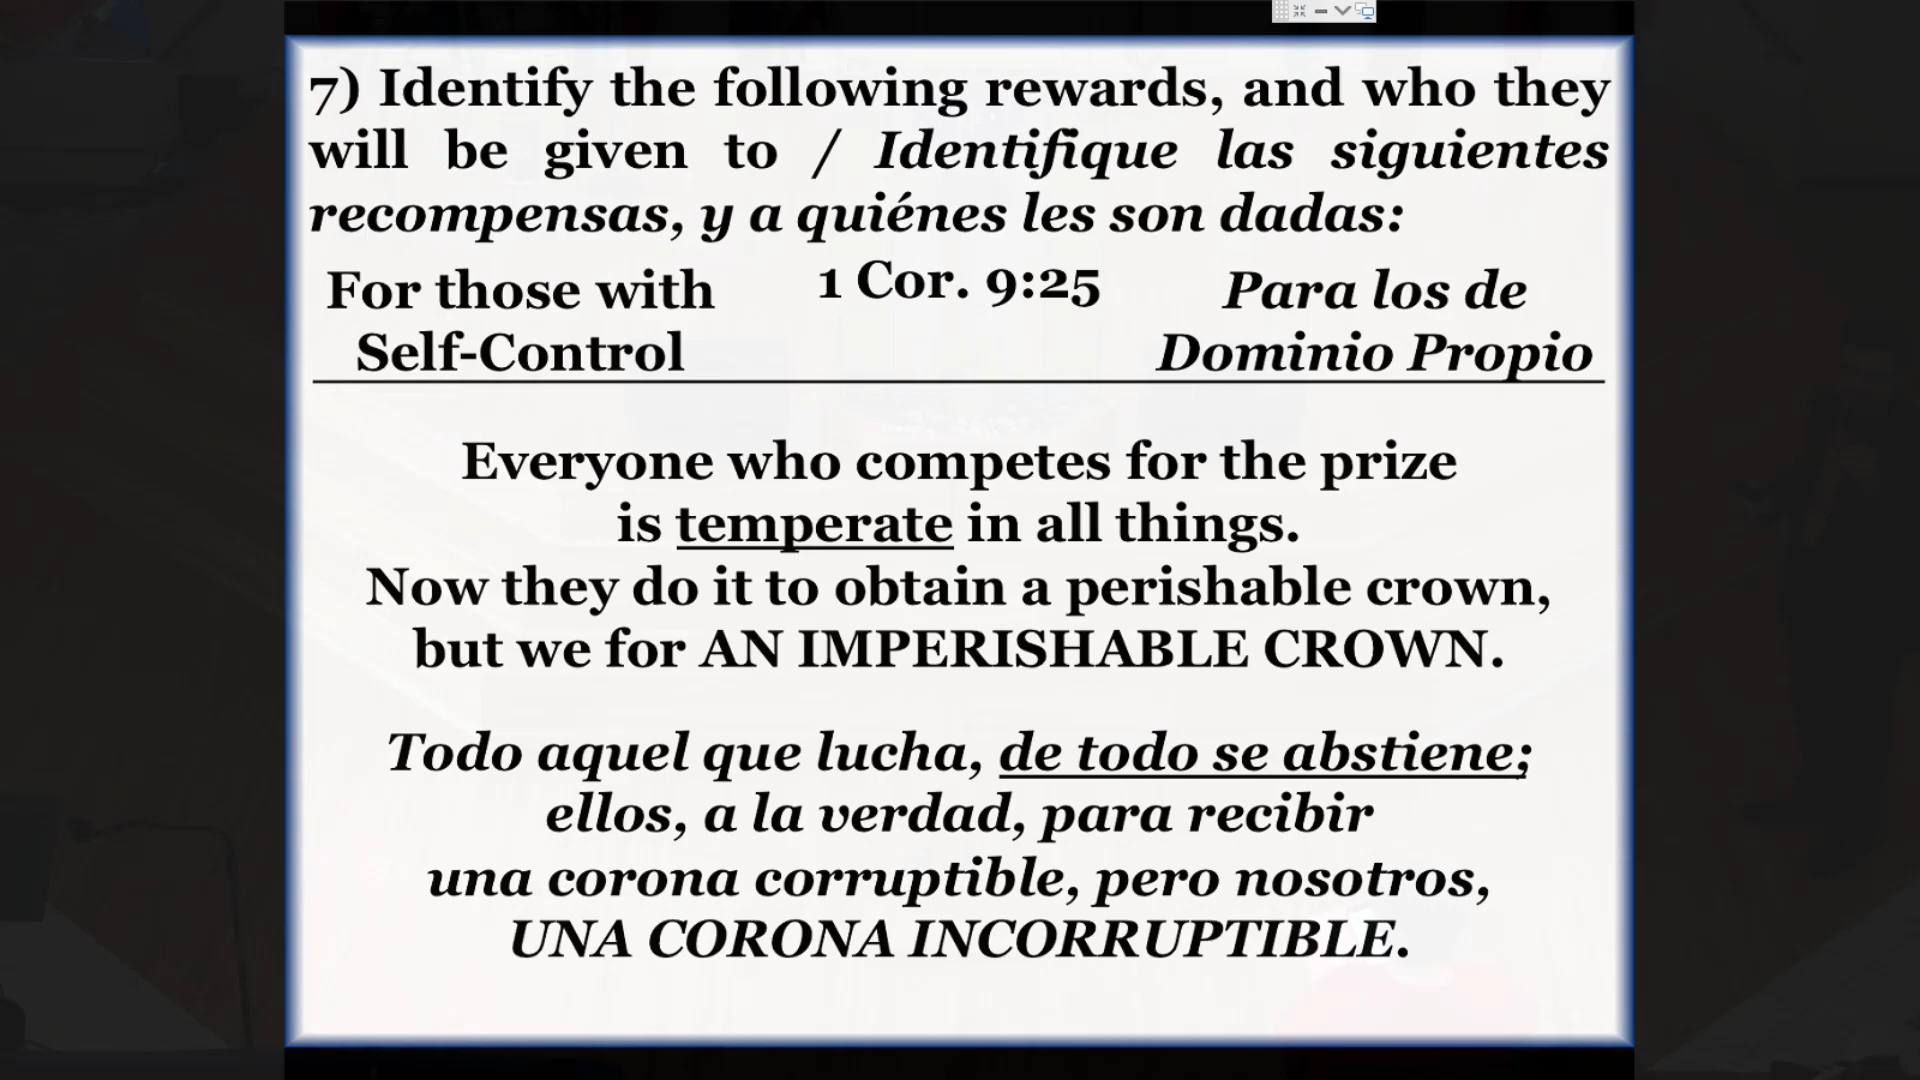 7) Identify the following rewards, and who they
will be given to / Identifique las siguientes
recompensas, y a quiénes les son dadas:
For those with
Self-Control
1 Cor. 9:25
Para los de
Dominio Propio
Everyone who competes for the prize
is temperate in all things.
Now they do it to obtain a perishable crown,
but we for AN IMPERISHABLE CROWN.
Todo aquel que lucha, de todo se abstiene;
ellos, a la verdad, para recibir
una corona corruptible, pero nosotros,
UNA CORONA INCORRUPTIBLE.